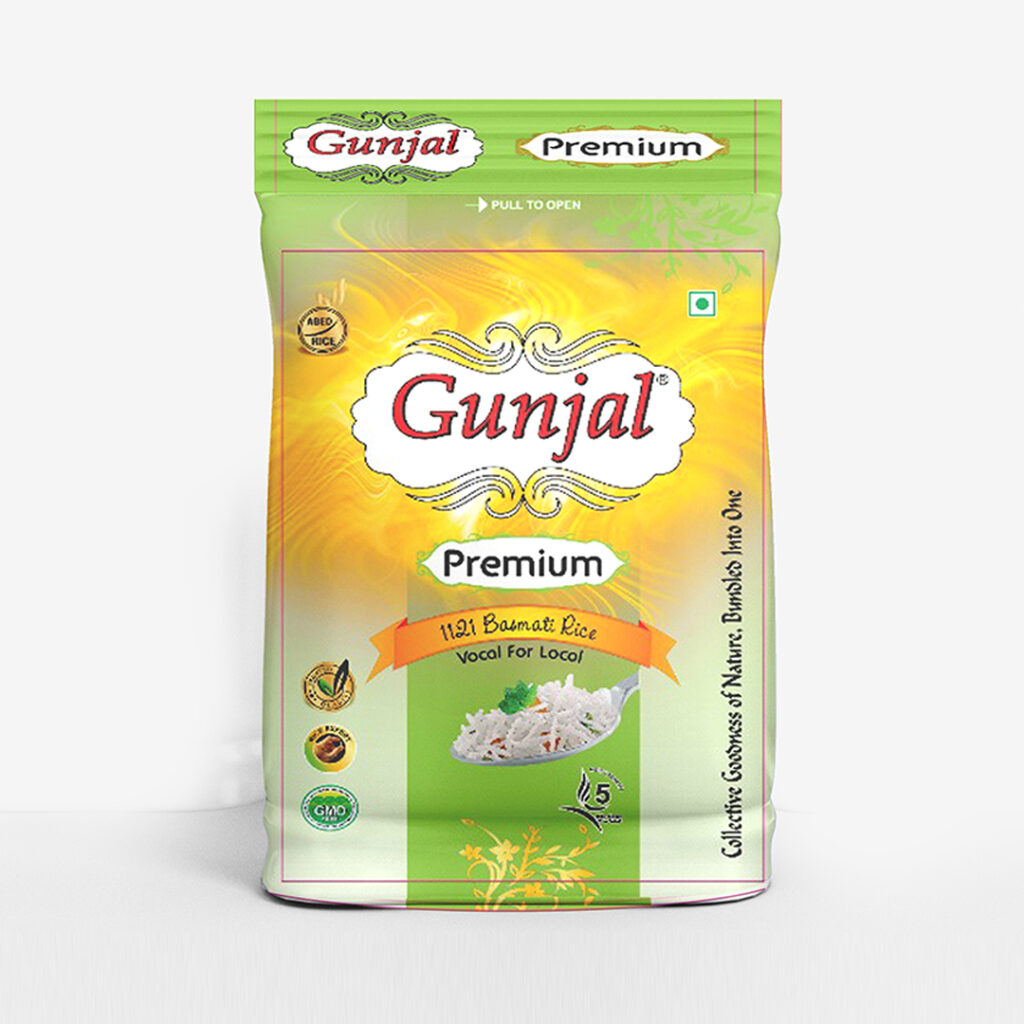 Gunjal
Premium
PULL TO OPEN
AGED
RICE
Gunjal®
Premium
1121 Basmati Rice
Vocal For Local
GMO
FREE
5
Collective Goodness of Nature, Bundled Into One